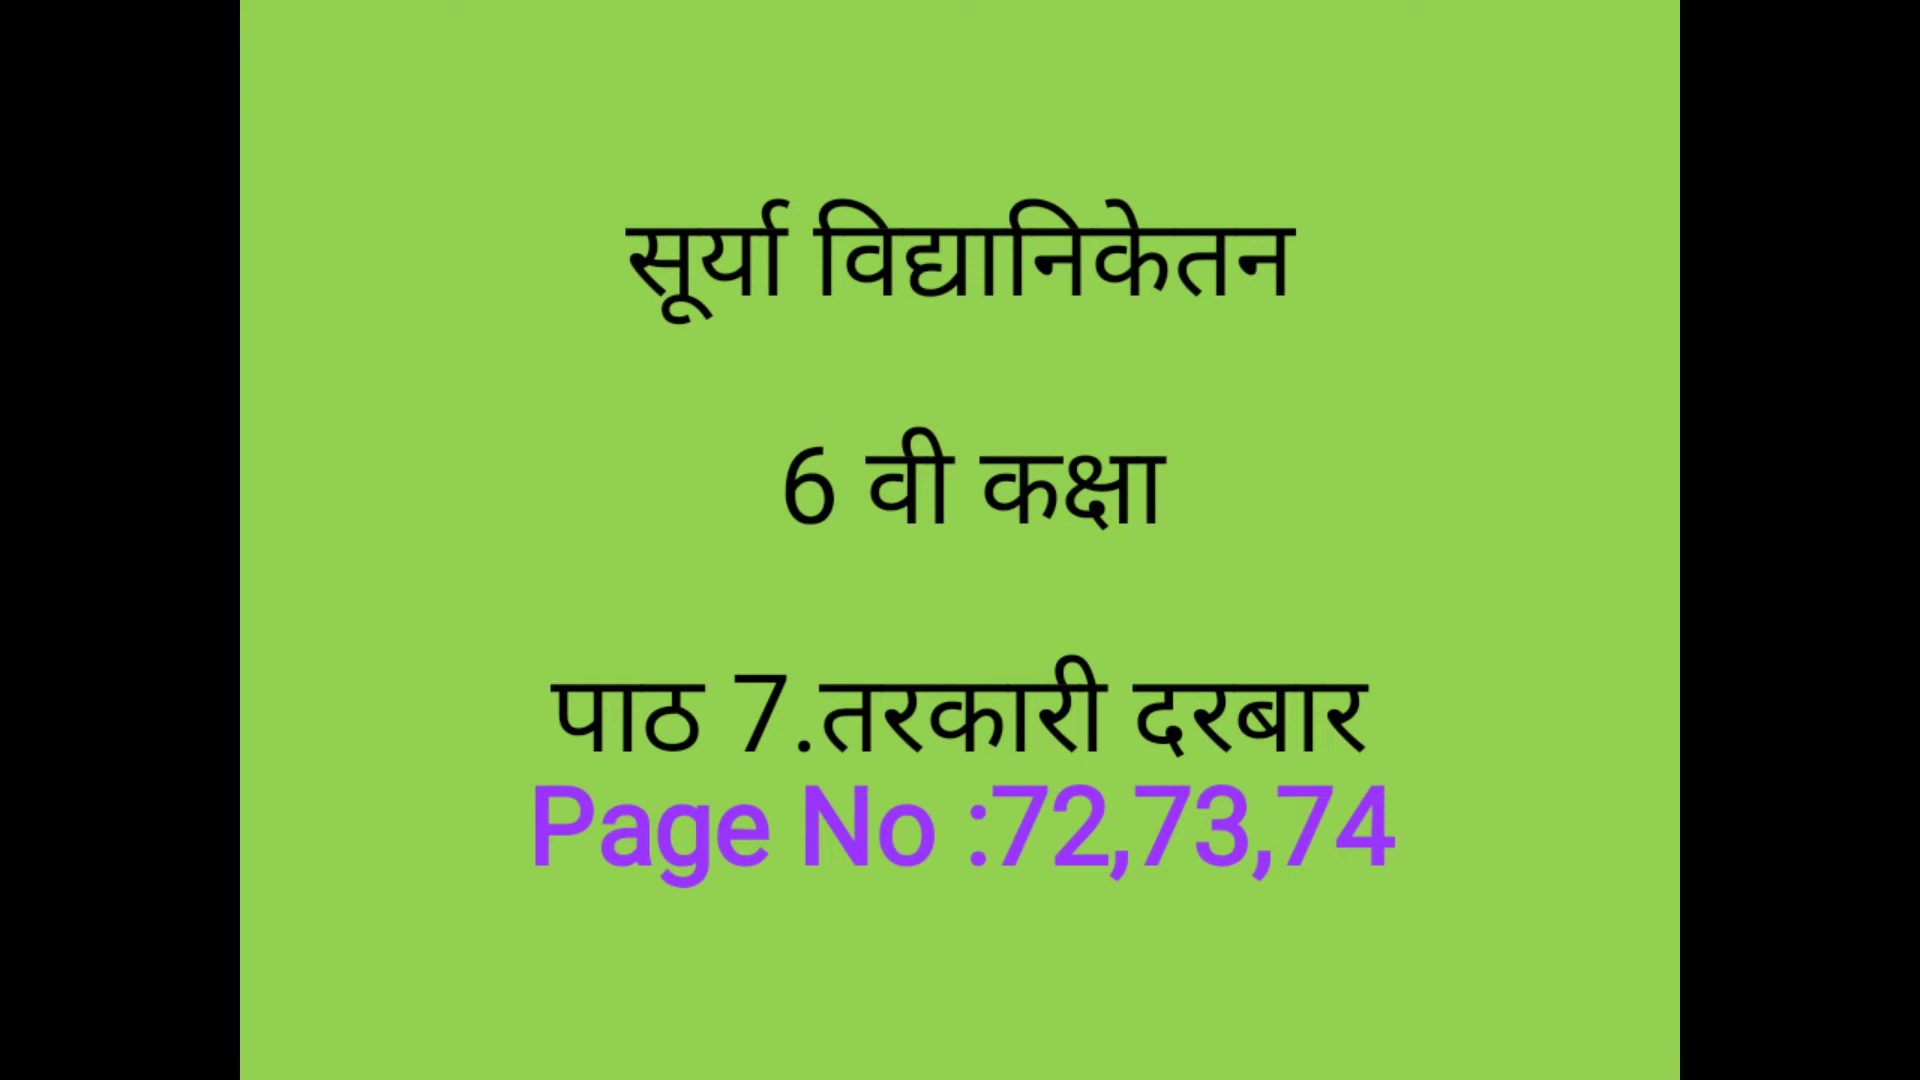 सूर्या विद्यानिकेतन
6 वी कक्षा
पाठ 7.तरकारी दरबार
Page No :72,73,74